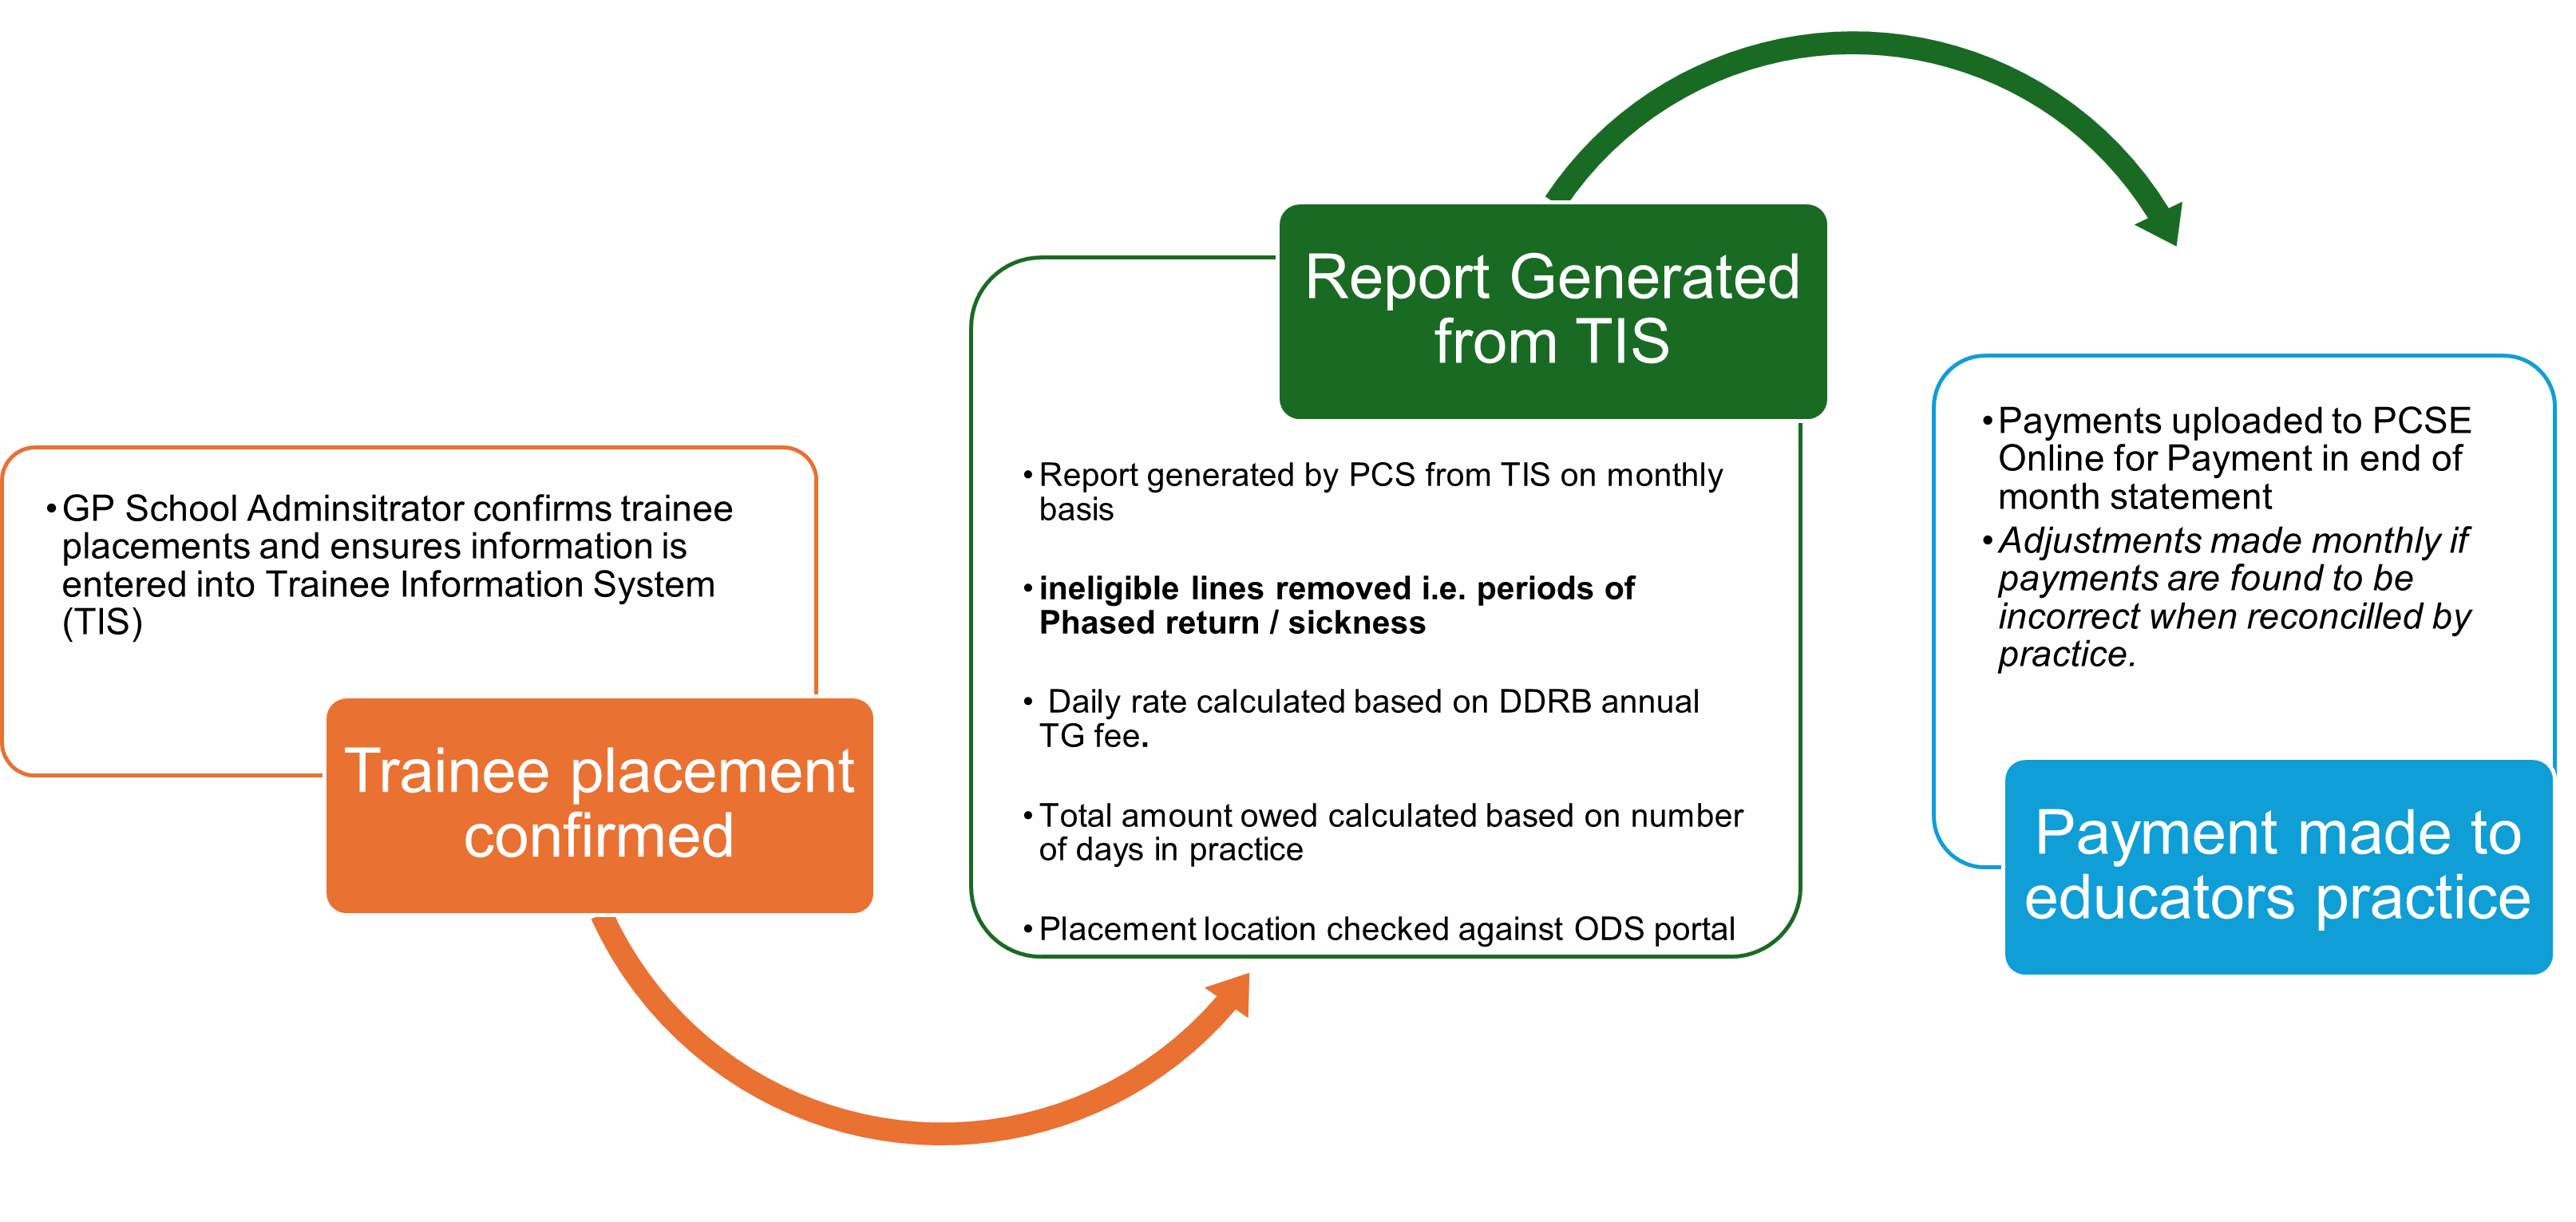 •GP School Adminsitrator confirms trainee
placements and ensures information is
entered into Trainee Information System
(TIS)
Trainee placement
confirmed
Report Generated
from TIS
•Report generated by PCS from TIS on monthly
basis
•ineligible lines removed i.e. periods of
Phased return / sickness
• Daily rate calculated based on DDRB annual
TG fee.
•Total amount owed calculated based on number
of days in practice
•Placement location checked against ODS portal
•Payments uploaded to PCSE
Online for Payment in end of
month statement
•Adjustments made monthly if
payments are found to be
incorrect when reconcilled by
practice.
Payment made to
educators practice